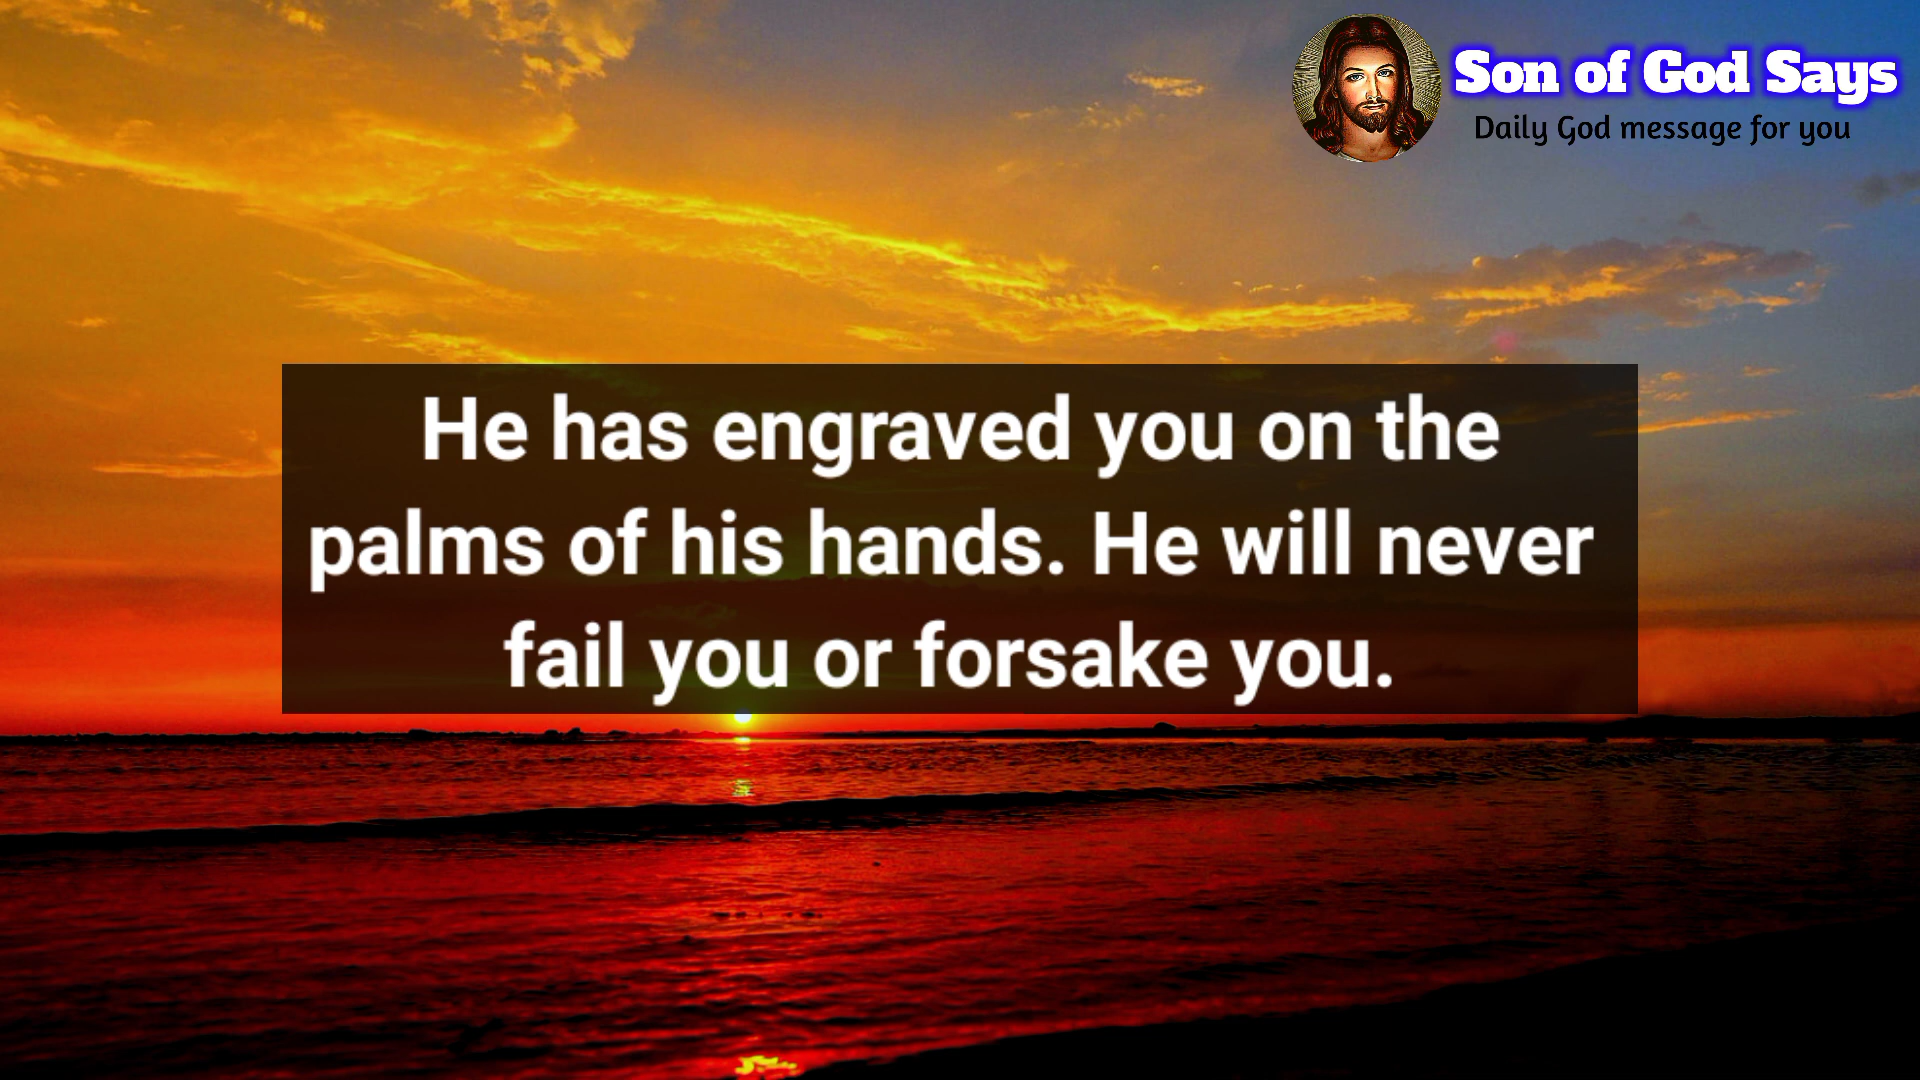 Son of God Says
Daily God message for you
He has engraved you on the
palms of his hands. He will never
fail you or forsake you.